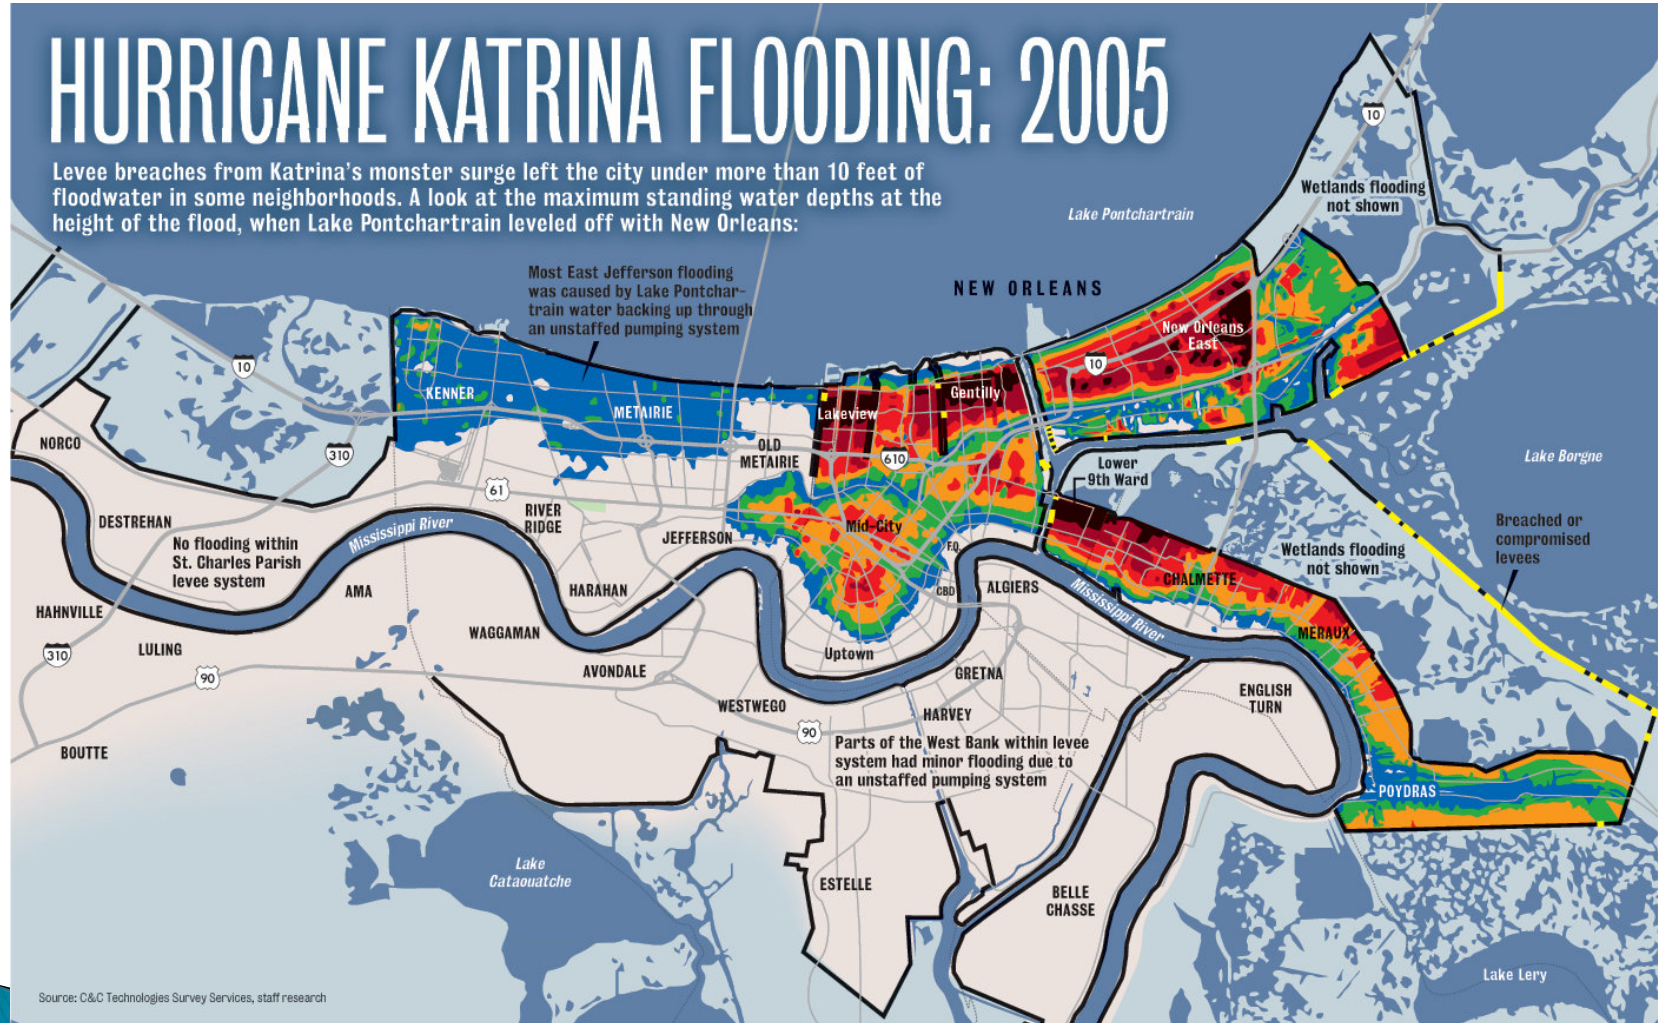 HURRICANE KATRINA FLOODING: 2005
Levee breaches from Katrina's monster surge left the city under more than 10 feet of
floodwater in some neighborhoods. A look at the maximum standing water depths at the
height of the flood, when Lake Pontchartrain leveled off with New Orleans:
10
Wetlands flooding
not shown
Lake Pontchartrain
Most East Jefferson flooding
was caused by Lake Pontchar-
train water backing up through
an unstaffed pumping system
NEW ORLEANS
New Orleans
East
10
10
KENNER
METAIRIE
Lakeview
Gentilly
NORCO
310
OLD
METAIRIE
610
Lower
9th Ward
Lake Borgne
61
DESTREHAN
RIVER
RIDGE
Mississippi River
JEFFERSON
Mid-City
F.Q.
No flooding within
St. Charles Parish
levee system
Wetlands flooding
not shown
Breached or
compromised
levees
AMA
HARAHAN
CBD
ALGIERS
CHALMETTE
Mississippi River
HAHNVILLE
WAGGAMAN
MERAUX
310
LULING
Uptown
90
AVONDALE
GRETNA
ENGLISH
TURN
WESTWEGO
HARVEY
90
BOUTTE
Parts of the West Bank within levee
system had minor flooding due to
an unstaffed pumping system
POYDRAS
Lake
Cataouatche
ESTELLE
BELLE
CHASSE
Lake Lery
Source: C&C Technologies Survey Services, staff research